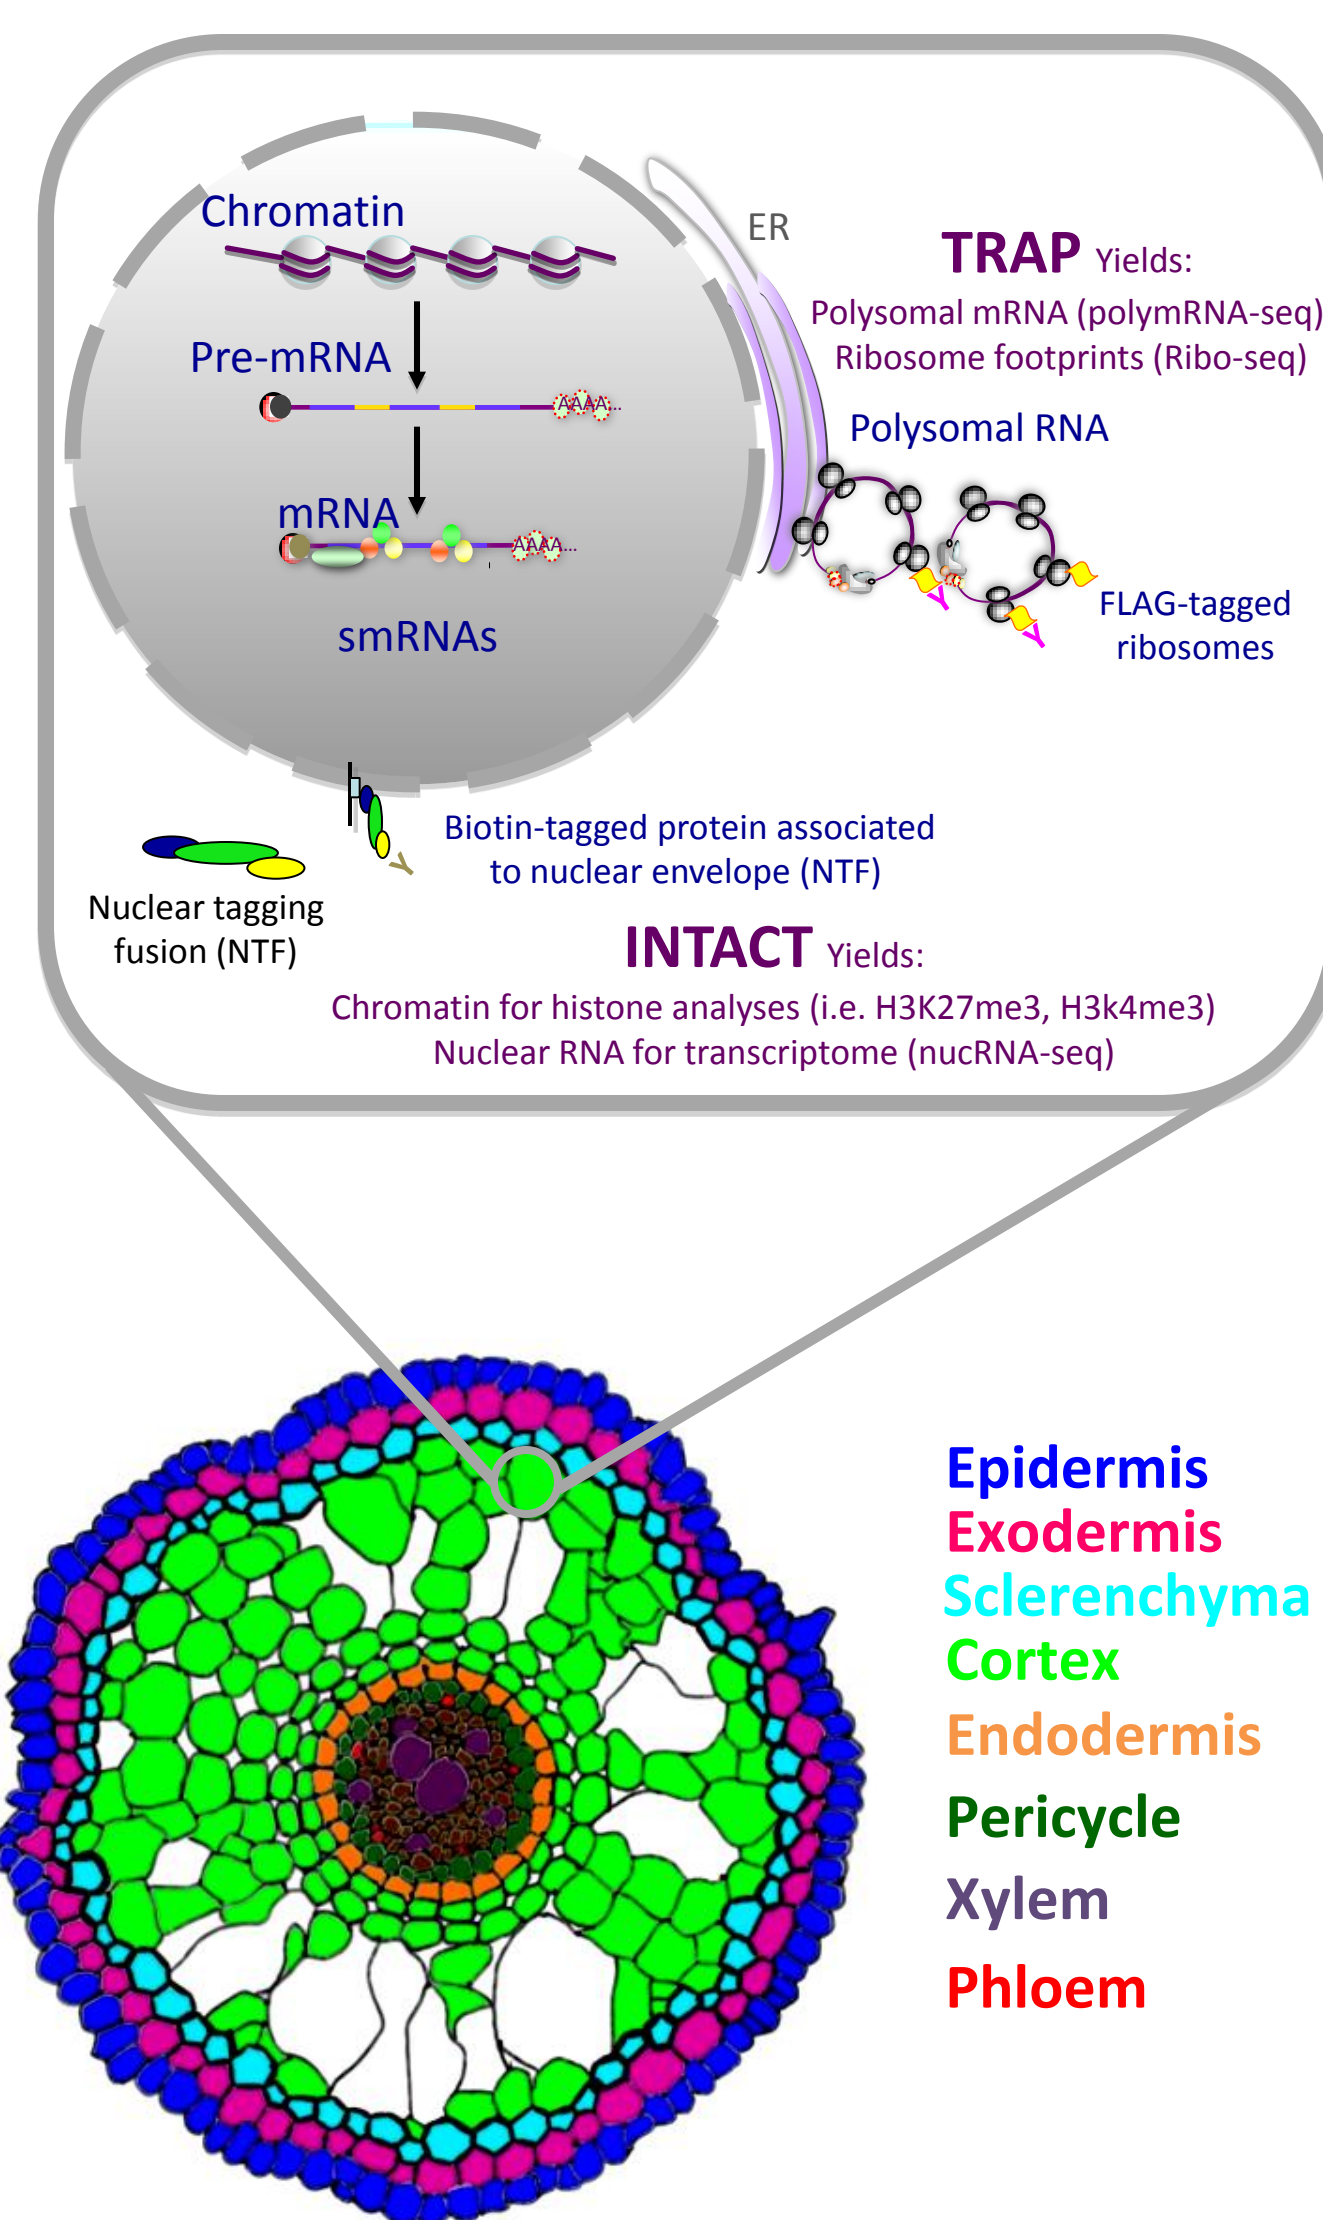 Chromatin
ER
TRAP Yields:
Polysomal mRNA (polymRNA-seq)
Ribosome footprints (Ribo-seq)
Pre-mRNA
AAAA...
Polysomal RNA
mRNA
AAAA...
FLAG-tagged
ribosomes
smRNAs
Biotin-tagged protein associated
to nuclear envelope (NTF)
Nuclear tagging
fusion (NTF)
INTACT Yields:
Chromatin for histone analyses (i.e. H3K27me3, H3k4me3)
Nuclear RNA for transcriptome (nucRNA-seq)
Epidermis
Exodermis
Sclerenchyma
Cortex
Endodermis
Pericycle
Xylem
Phloem